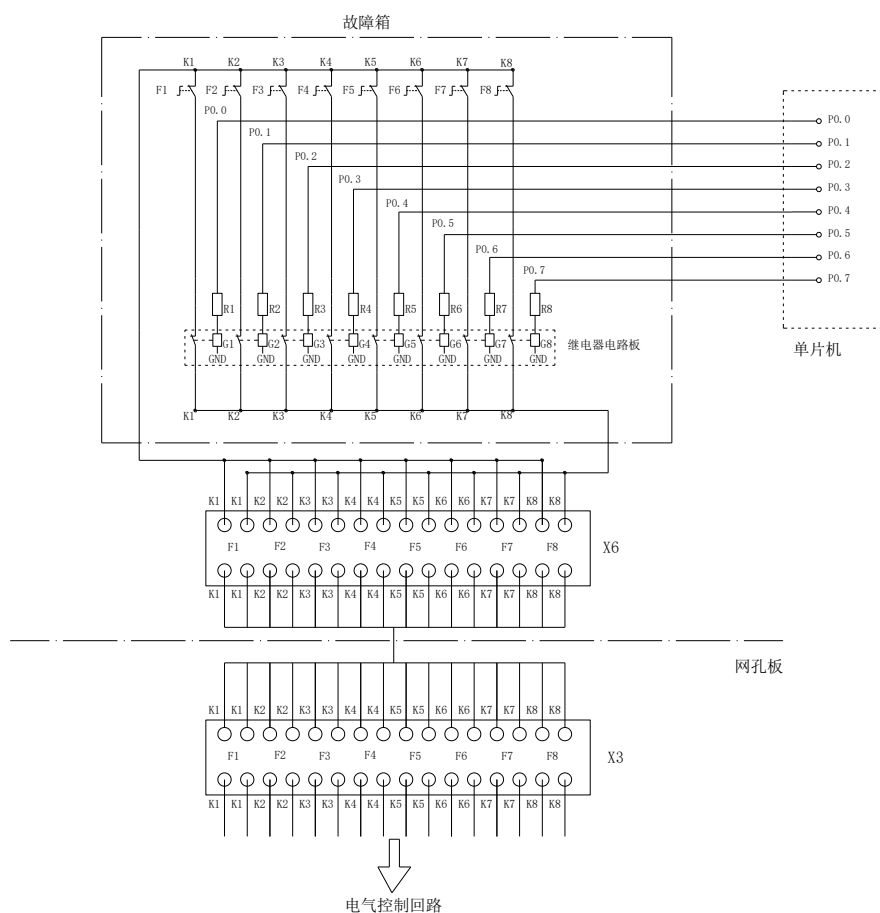 故障箱
K1 K2 K3 K4 K5 K6 K7 K8
F1 F2 F3 F4 F5 F6 F7 F8
P0.0 P0.0
P0.1 P0.1
P0.2 P0.2
P0.3 P0.3
P0.4 P0.4
P0.5 P0.5
P0.6 P0.6
P0.7 P0.7
R1 R2 R3 R4 R5 R6 R7 R8
G1 G2 G3 G4 G5 G6 G7 G8 继电器电路板
单片机
GND GND GND GND GND GND GND GND
K1 K2 K3 K4 K5 K6 K7 K8
K1 K1 K2 K2 K3 K3 K4 K4 K5 K5 K6 K6 K7 K7 K8 K8
F1 F2 F3 F4 F5 F6 F7 F8 X6
K1 K1 K2 K2 K3 K3 K4 K4 K5 K5 K6 K6 K7 K7 K8 K8
网孔板
K1 K1 K2 K2 K3 K3 K4 K4 K5 K5 K6 K6 K7 K7 K8 K8
F1 F2 F3 F4 F5 F6 F7 F8 X3
K1 K1 K2 K2 K3 K3 K4 K4 K5 K5 K6 K6 K7 K7 K8 K8
电气控制回路